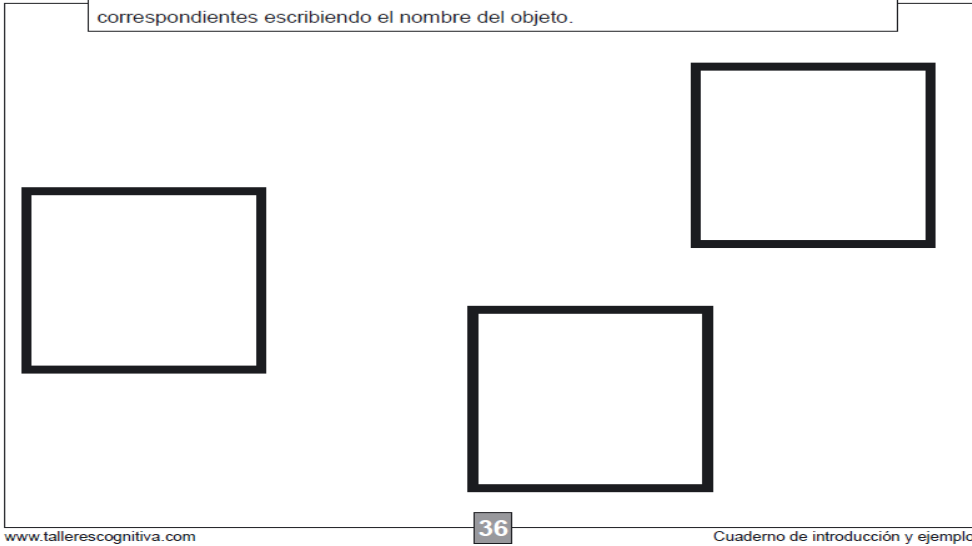 correspondientes escribiendo el nombre del objeto.
36
www.tallerescognitiva.com
Cuaderno de introducción y ejemplo